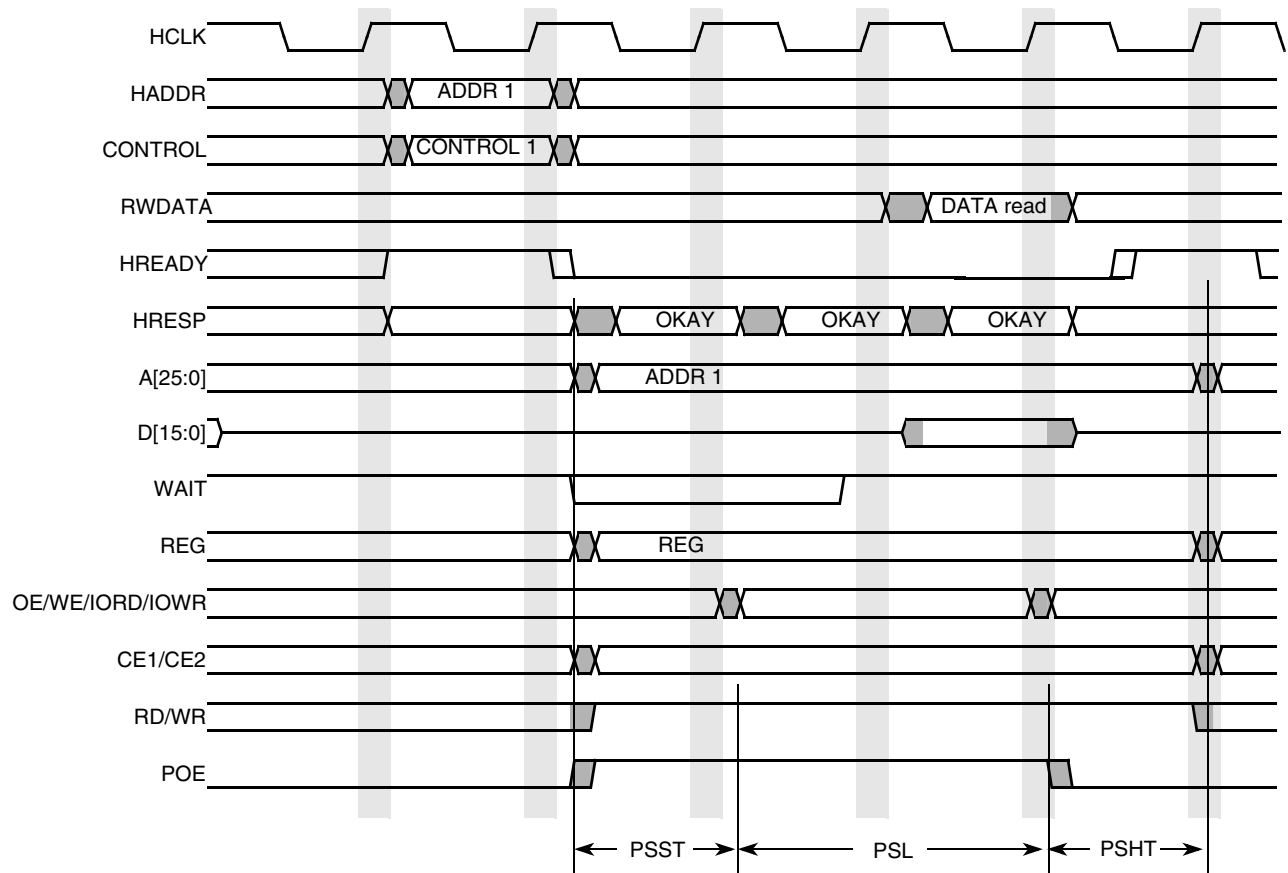 HCLK
HADDR ADDR 1
CONTROL CONTROL 1
RWDATA DATA read
HREADY
HRESP OKAY OKAY OKAY
A[25:0] ADDR 1
D[15:0]
WAIT
REG REG
OE/WE/IORD/IOWR
CE1/CE2
RD/WR
POE
PSST PSL PSHT